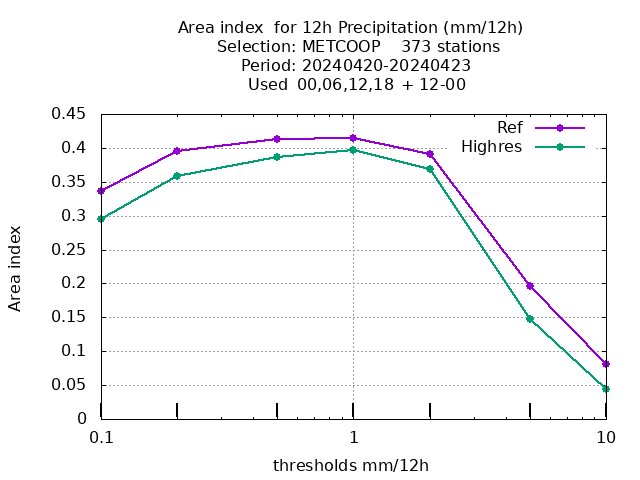 Area index  for 12h Precipitation (mm/12h)
Selection: METCOOP    373 stations
Period: 20240420-20240423
Used  00,06,12,18 + 12-00
Ref
Highres
0.45
0.4
0.35
0.3
0.25
0.2
0.15
0.1
0.05
0
Area index
0.1
1
10
thresholds mm/12h